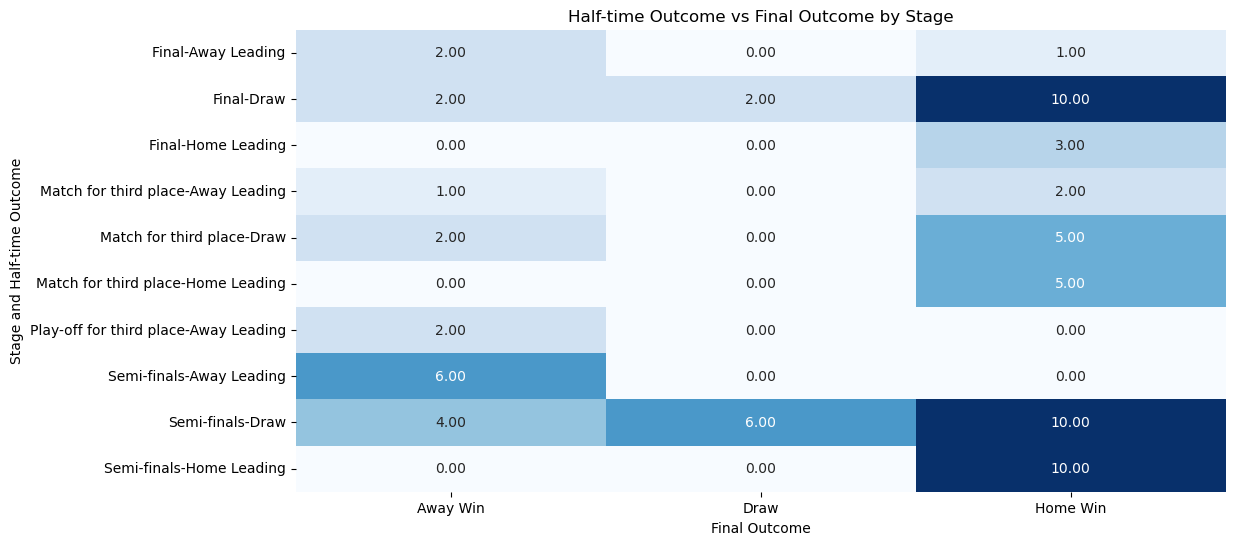 Half-time Outcome vs Final Outcome by Stage
Stage and Half-time Outcome
Final-Away Leading 2.00 0.00 1.00
Final-Draw 2.00 2.00 10.00
Final-Home Leading 0.00 0.00 3.00
Match for third place-Away Leading 1.00 0.00 2.00
Match for third place-Draw 2.00 0.00 5.00
Match for third place-Home Leading 0.00 0.00 5.00
Play-off for third place-Away Leading 2.00 0.00 0.00
Semi-finals-Away Leading 6.00 0.00 0.00
Semi-finals-Draw 4.00 6.00 10.00
Semi-finals-Home Leading 0.00 0.00 10.00
Away Win Draw Home Win
Final Outcome